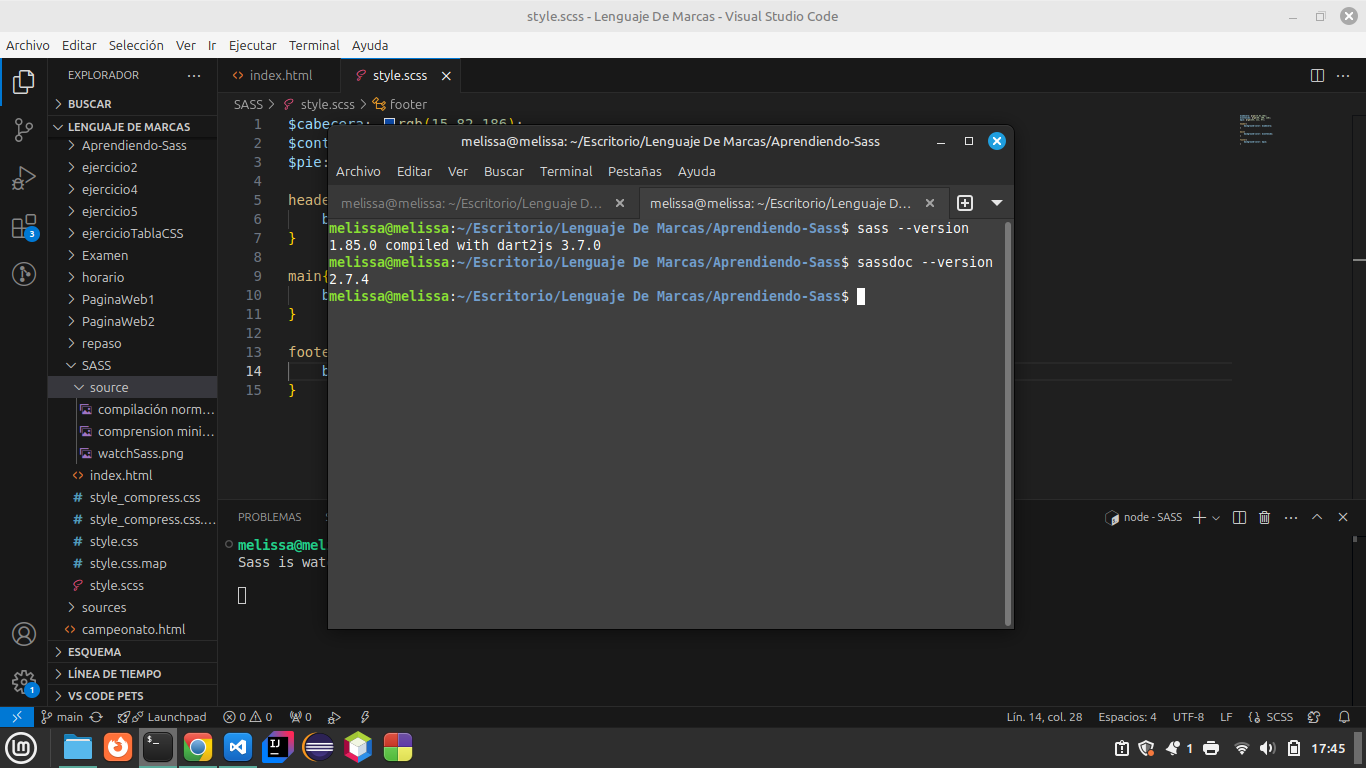 style.scss - Lenguaje De Marcas - Visual Studio Code
Archivo Editar Selección Ver Ir Ejecutar Terminal Ayuda
EXPLORADOR
index.html
style.scss
BUSCAR
LENGUAJE DE MARCAS
Aprendiendo-Sass
ejercicio2
ejercicio4
ejercicio5
ejercicioTablaCSS
Examen
horario
PaginaWeb1
PaginaWeb2
repaso
SASS
source
compilación norm...
comprension mini...
watchSass.png
index.html
style_compress.css
style_compress.css....
style.css
style.css.map
style.scss
sources
campeonato.html
ESQUEMA
LÍNEA DE TIEMPO
VS CODE PETS
SASS > style.scss > footer
1 $cabecera: rgb(15,82,186);
2 $cont
3 $pie:
4
5 heade
6 b
7 }
8
9 main{
10 b
11 }
12
13 foote
14 b
15 }
melissa@melissa: ~/Escritorio/Lenguaje De Marcas/Aprendiendo-Sass
Archivo Editar Ver Buscar Terminal Pestañas Ayuda
melissa@melissa: ~/Escritorio/Lenguaje D...
melissa@melissa: ~/Escritorio/Lenguaje D...
melissa@melissa:~/Escritorio/Lenguaje De Marcas/Aprendiendo-Sass$ sass --version
1.85.0 compiled with dart2js 3.7.0
melissa@melissa:~/Escritorio/Lenguaje De Marcas/Aprendiendo-Sass$ sassdoc --version
2.7.4
melissa@melissa:~/Escritorio/Lenguaje De Marcas/Aprendiendo-Sass$
PROBLEMAS
node - SASS
melissa@mel
Sass is wat
3
1
main
Launchpad
0 0
0
Lín. 14, col. 28
Espacios: 4
UTF-8
LF
SCSS
1
17:45